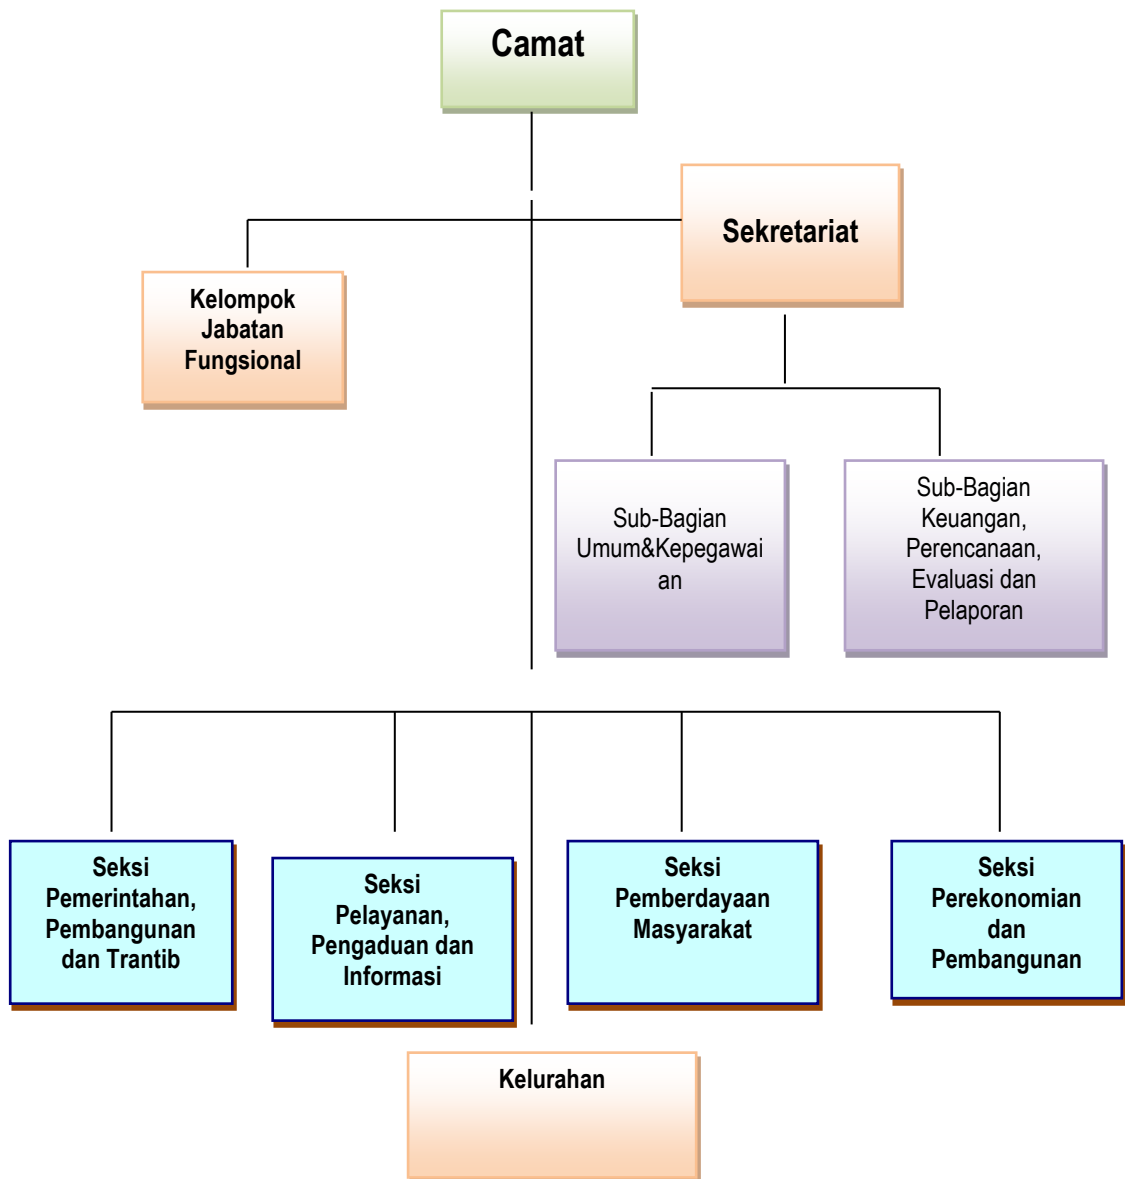 Camat
Sekretariat
Kelompok
Jabatan
Fungsional
Sub-Bagian
Umum&Kepegawai
an
Sub-Bagian
Keuangan,
Perencanaan,
Evaluasi dan
Pelaporan
Seksi
Pemerintahan,
Pembangunan
dan Trantib
Seksi
Pelayanan,
Pengaduan dan
Informasi
Seksi
Pemberdayaan
Masyarakat
Seksi
Perekonomian
dan
Pembangunan
Kelurahan